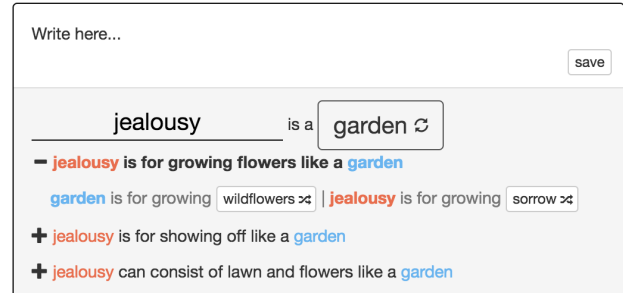 Write here...
save
jealousy is a garden
jealousy is for growing flowers like a garden
garden is for growing wildflowers | jealousy is for growing sorrow
jealousy is for showing off like a garden
jealousy can consist of lawn and flowers like a garden